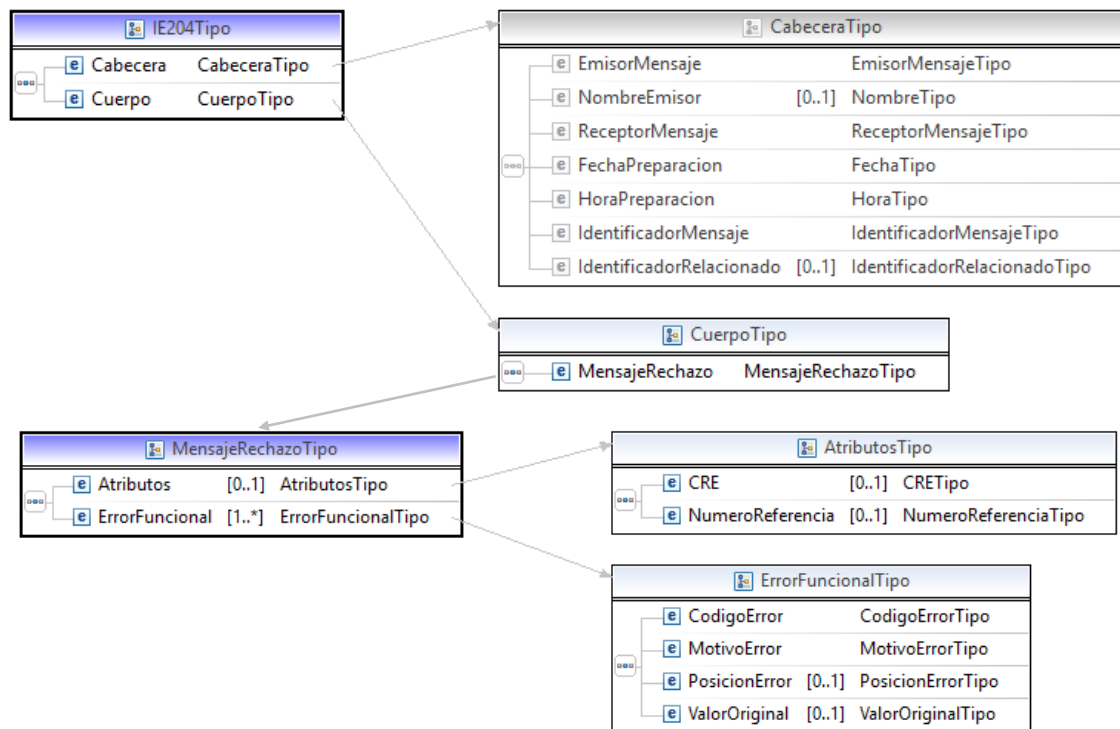 IE204Tipo
Cabecera CabeceraTipo
Cuerpo CuerpoTipo
CabeceraTipo
EmisorMensaje EmisorMensajeTipo
NombreEmisor [0..1] NombreTipo
ReceptorMensaje ReceptorMensajeTipo
FechaPreparacion FechaTipo
HoraPreparacion HoraTipo
IdentificadorMensaje IdentificadorMensajeTipo
IdentificadorRelacionado [0..1] IdentificadorRelacionadoTipo
CuerpoTipo
MensajeRechazo MensajeRechazoTipo
MensajeRechazoTipo
Atributos [0..1] AtributosTipo
ErrorFuncional [1..*] ErrorFuncionalTipo
AtributosTipo
CRE [0..1] CRETipo
NumeroReferencia [0..1] NumeroReferenciaTipo
ErrorFuncionalTipo
CodigoError CodigoErrorTipo
MotivoError MotivoErrorTipo
PosicionError [0..1] PosicionErrorTipo
ValorOriginal [0..1] ValorOriginalTipo